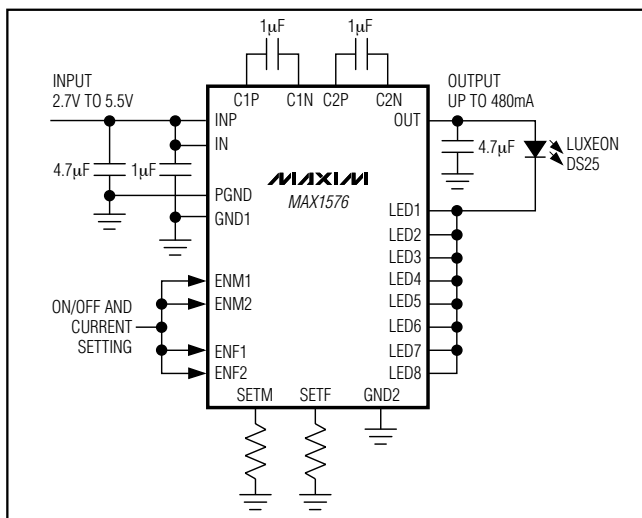 1µF
1µF
INPUT
2.7V TO 5.5V
OUTPUT
UP TO 480mA
C1P
C1N
C2P
C2N
INP
OUT
IN
4.7µF
1µF
4.7µF
LUXEON
DS25
MAXIM
MAX1576
PGND
GND1
LED1
LED2
LED3
LED4
LED5
LED6
LED7
LED8
ENM1
ENM2
ON/OFF AND
CURRENT
SETTING
ENF1
ENF2
SETM
SETF
GND2